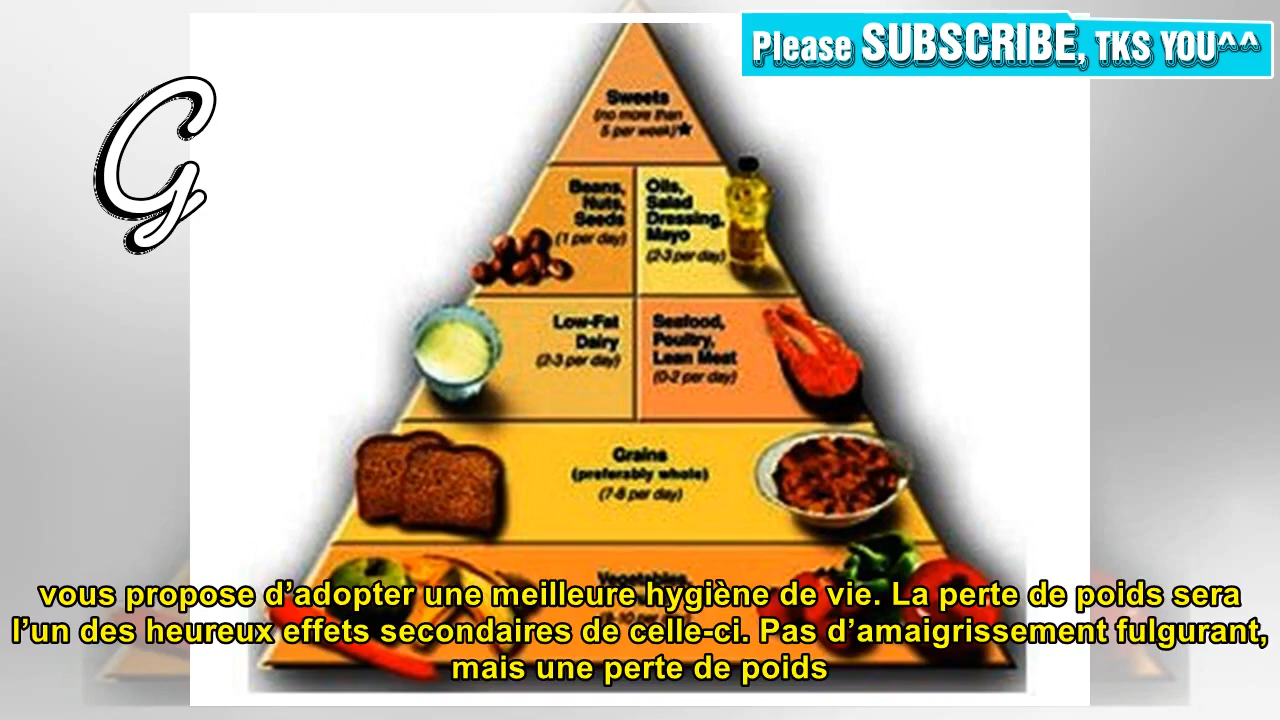 Please SUBSCRIBE, TKS YOU^^
G
Sweets
(no more than
5 per week)★
Beans,
Nuts,
Seeds
(1 per day)
Oils,
Salad
Dressing,
Mayo
(2-3 per day)
Low-Fat
Dairy
(2-3 per day)
Seafood,
Poultry,
Lean Meat
(0-2 per day)
Grains
(preferably whole)
(7-8 per day)
Vegetables,
vous propose d’adopter une meilleure hygiène de vie. La perte de poids sera
l’un des heureux effets secondaires de celle-ci. Pas d’amaigrissement fulgurant,
mais une perte de poids